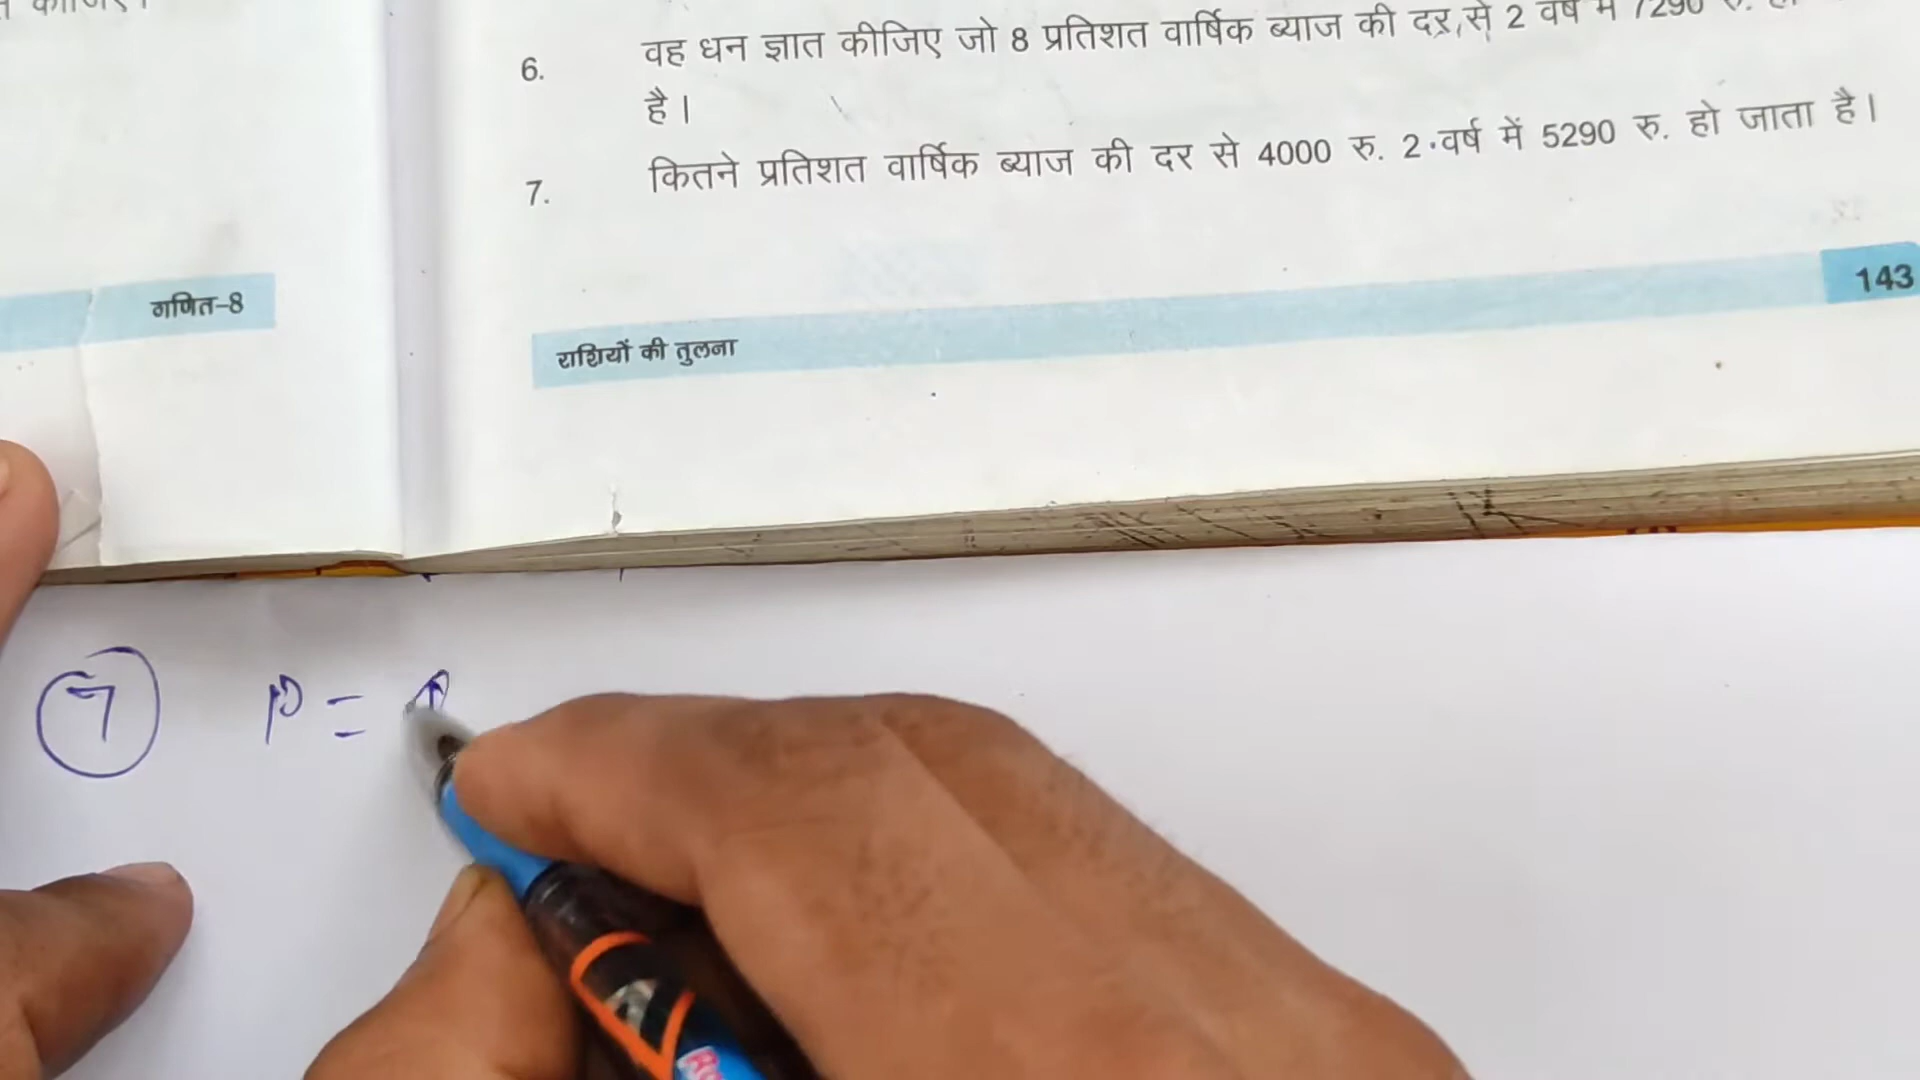 6. वह धन ज्ञात कीजिए जो 8 प्रतिशत वार्षिक ब्याज की दर से 2 वर्ष में 7290 रु.
है।
7. कितने प्रतिशत वार्षिक ब्याज की दर से 4000 रु. 2 वर्ष में 5290 रु. हो जाता है।
गणित-8
राशियों की तुलना
143
7 P =